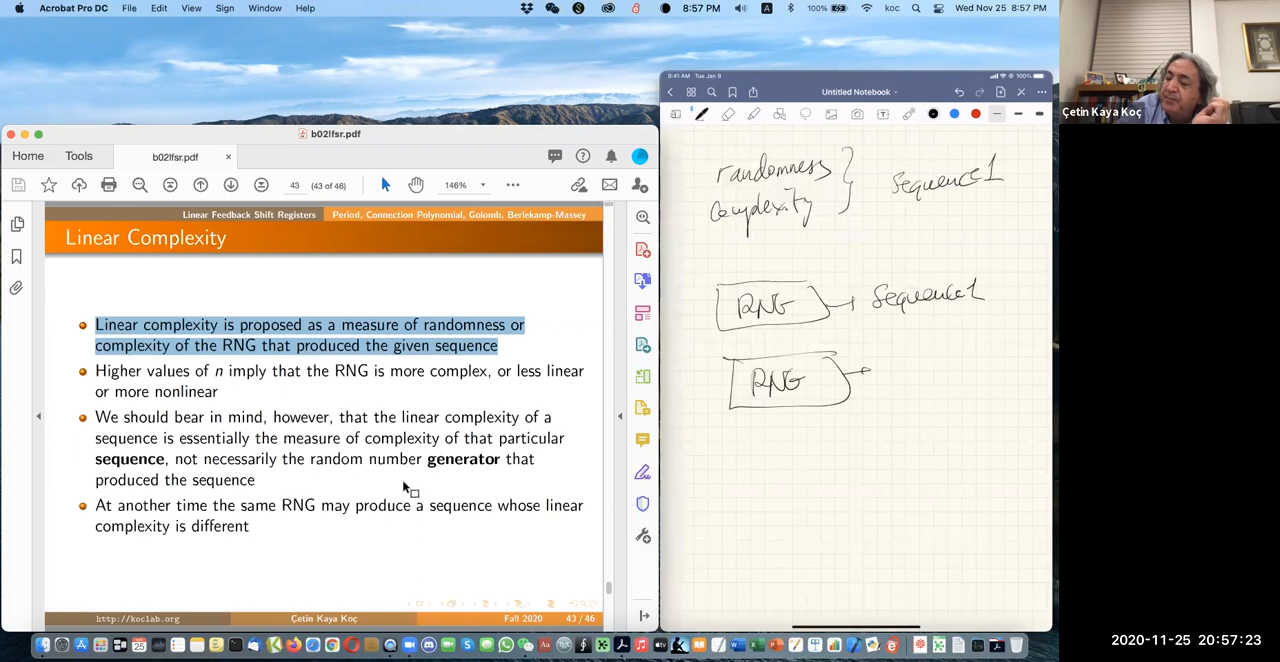 Acrobat Pro DC File Edit View Sign Window Help
8:57 PM A 100% koc Wed Nov 25 8:57 PM
b02lfsr.pdf
Home Tools b02lfsr.pdf ×
43 (43 of 46) 146%
Linear Feedback Shift Registers Period, Connection Polynomial, Golomb, Berlekamp-Massey
Linear Complexity
Linear complexity is proposed as a measure of randomness or
complexity of the RNG that produced the given sequence
Higher values of n imply that the RNG is more complex, or less linear
or more nonlinear
We should bear in mind, however, that the linear complexity of a
sequence is essentially the measure of complexity of that particular
sequence, not necessarily the random number generator that
produced the sequence
At another time the same RNG may produce a sequence whose linear
complexity is different
http://koclab.org Çetin Kaya Koç Fall 2020 43 / 46
9:41 AM Tue Jan 9 100%
Untitled Notebook
randomness
complexity
Sequence1
RNG
Sequence1
RNG
Çetin Kaya Koç
2020-11-25 20:57:23